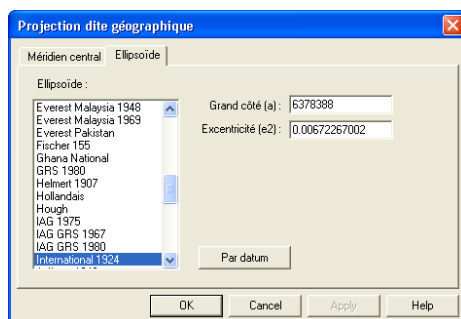 Projection dite géographique
Méridien central
Ellipsoïde
Ellipsoïde :
Everest Malaysia 1948
Everest Malaysia 1969
Everest Pakistan
Fischer 155
Ghana National
GRS 1980
Helmert 1907
Hollandais
Hough
IAG 1975
IAG GRS 1967
IAG GRS 1980
International 1924
Grand côté (a) : 6378388
Excentricité (e2) : 0.00672267002
Par datum
OK
Cancel
Apply
Help